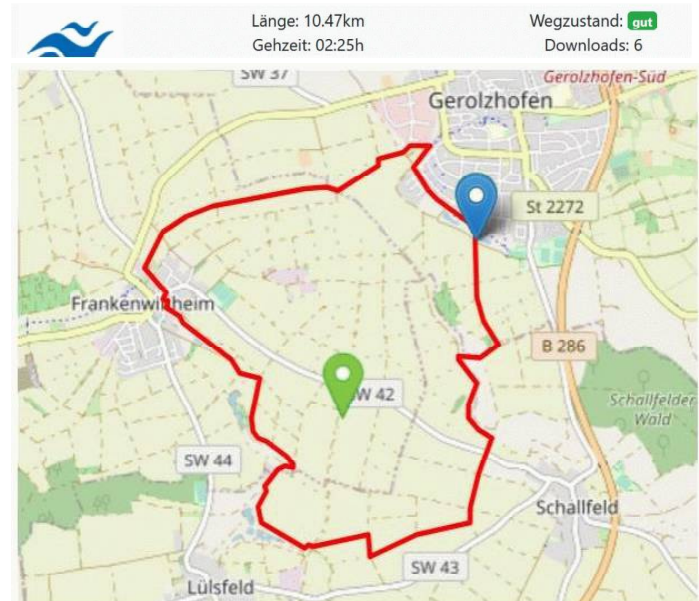 Länge: 10.47km
Gehzeit: 02:25h
Wegzustand: gut
Downloads: 6
SW 37
Gerolzhofen-Süd
Gerolzhofen
St 2272
Frankenwinheim
B 286
SW 42
Schallfelder
Wald
SW 44
Schallfeld
SW 43
Lülsfeld